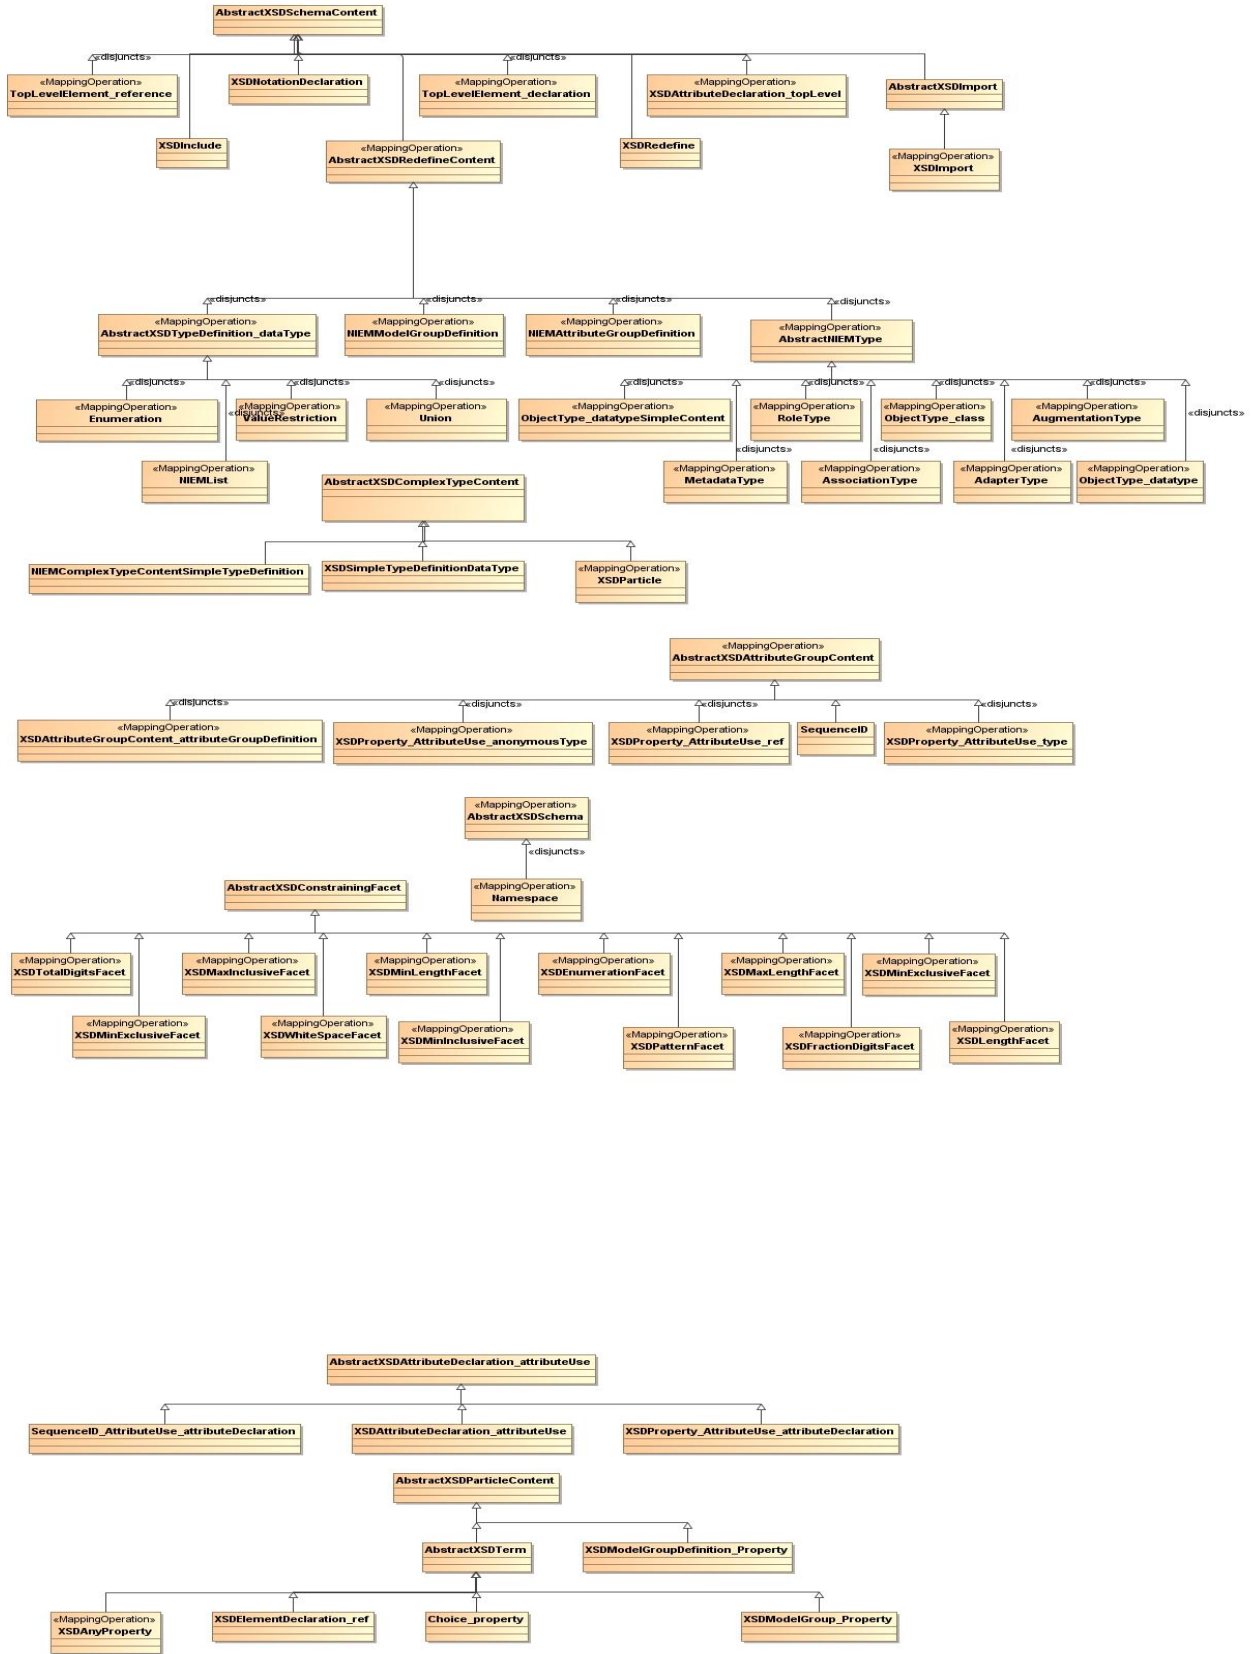 AbstractXSDSchemaContent
«disjuncts»
«disjuncts»
«MappingOperation»
TopLevelElement_reference
XSDNotationDeclaration
«MappingOperation»
TopLevelElement_declaration
«MappingOperation»
XSDAttributeDeclaration_topLevel
AbstractXSDImport
XSDInclude
«MappingOperation»
AbstractXSDRedefineContent
XSDRedefine
«MappingOperation»
XSDImport
«disjuncts»
«disjuncts»
«disjuncts»
«disjuncts»
«MappingOperation»
AbstractXSDTypeDefinition_dataType
«MappingOperation»
NIEMModelGroupDefinition
«MappingOperation»
NIEMAttributeGroupDefinition
«MappingOperation»
AbstractNIEMType
«disjuncts»
«disjuncts»
«disjuncts»
«disjuncts»
«disjuncts»
«disjuncts»
«disjuncts»
«MappingOperation»
Enumeration
«disjuncts»
«MappingOperation»
ValueRestriction
«MappingOperation»
Union
«MappingOperation»
ObjectType_datatypeSimpleContent
«MappingOperation»
RoleType
«MappingOperation»
ObjectType_class
«MappingOperation»
AugmentationType
«disjuncts»
«disjuncts»
«disjuncts»
«disjuncts»
«MappingOperation»
NIEMList
«MappingOperation»
MetadataType
«MappingOperation»
AssociationType
«MappingOperation»
AdapterType
«MappingOperation»
ObjectType_datatype
AbstractXSDComplexTypeContent
NIEMComplexTypeContentSimpleTypeDefinition
XSDSimpleTypeDefinitionDataType
«MappingOperation»
XSDParticle
«MappingOperation»
AbstractXSDAttributeGroupContent
«disjuncts»
«disjuncts»
«disjuncts»
«disjuncts»
«MappingOperation»
XSDAttributeGroupContent_attributeGroupDefinition
«MappingOperation»
XSDProperty_AttributeUse_anonymousType
«MappingOperation»
XSDProperty_AttributeUse_ref
SequenceID
«MappingOperation»
XSDProperty_AttributeUse_type
«MappingOperation»
AbstractXSDSchema
«disjuncts»
«MappingOperation»
Namespace
AbstractXSDConstrainingFacet
«MappingOperation»
XSDTotalDigitsFacet
«MappingOperation»
XSDMaxInclusiveFacet
«MappingOperation»
XSDMinLengthFacet
«MappingOperation»
XSDEnumerationFacet
«MappingOperation»
XSDMaxLengthFacet
«MappingOperation»
XSDMinExclusiveFacet
«MappingOperation»
XSDMinExclusiveFacet
«MappingOperation»
XSDWhiteSpaceFacet
«MappingOperation»
XSDMinInclusiveFacet
«MappingOperation»
XSDPatternFacet
«MappingOperation»
XSDFractionDigitsFacet
«MappingOperation»
XSDLengthFacet
AbstractXSDAttributeDeclaration_attributeUse
SequenceID_AttributeUse_attributeDeclaration
XSDAttributeDeclaration_attributeUse
XSDProperty_AttributeUse_attributeDeclaration
AbstractXSDParticleContent
AbstractXSDTerm
XSDModelGroupDefinition_Property
«MappingOperation»
XSDAnyProperty
XSDElementDeclaration_ref
Choice_property
XSDModelGroup_Property